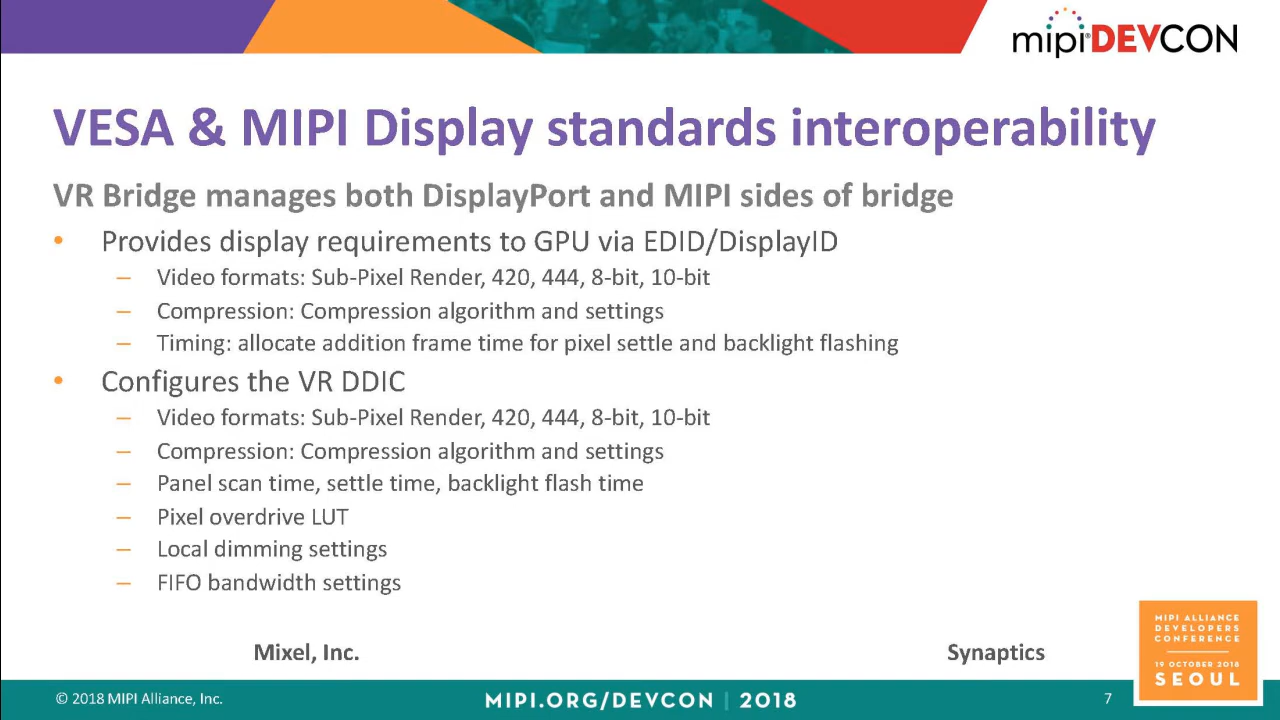 mipi DEVCON
VESA & MIPI Display standards interoperability
VR Bridge manages both DisplayPort and MIPI sides of bridge
• Provides display requirements to GPU via EDID/DisplayID
– Video formats: Sub-Pixel Render, 420, 444, 8-bit, 10-bit
– Compression: Compression algorithm and settings
– Timing: allocate addition frame time for pixel settle and backlight flashing
• Configures the VR DDIC
– Video formats: Sub-Pixel Render, 420, 444, 8-bit, 10-bit
– Compression: Compression algorithm and settings
– Panel scan time, settle time, backlight flash time
– Pixel overdrive LUT
– Local dimming settings
– FIFO bandwidth settings
Mixel, Inc.
Synaptics
MIPI ALLIANCE
DEVELOPERS
CONFERENCE
19 OCTOBER 2018
SEOUL
© 2018 MIPI Alliance, Inc.
MIPI.ORG/DEVCON | 2018
7